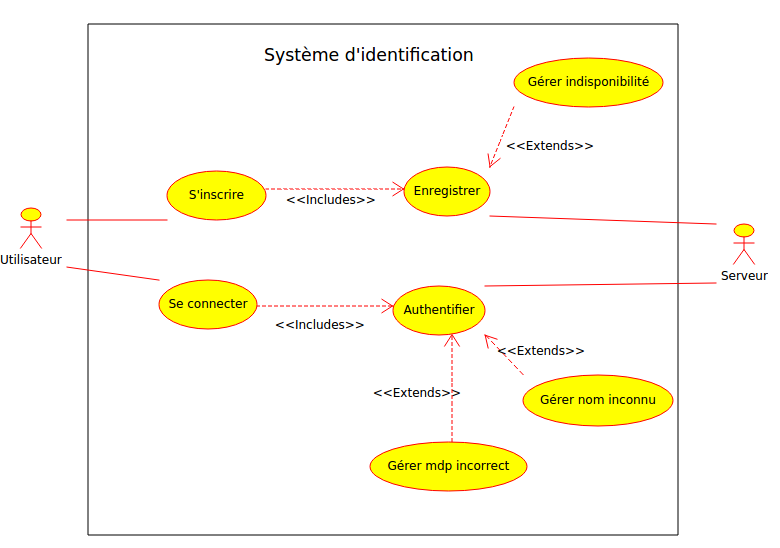 Système d'identification
Gérer indisponibilité
<<Extends>>
S'inscrire
<<Includes>>
Enregistrer
Utilisateur
Serveur
Se connecter
<<Includes>>
Authentifier
<<Extends>>
<<Extends>>
Gérer nom inconnu
Gérer mdp incorrect